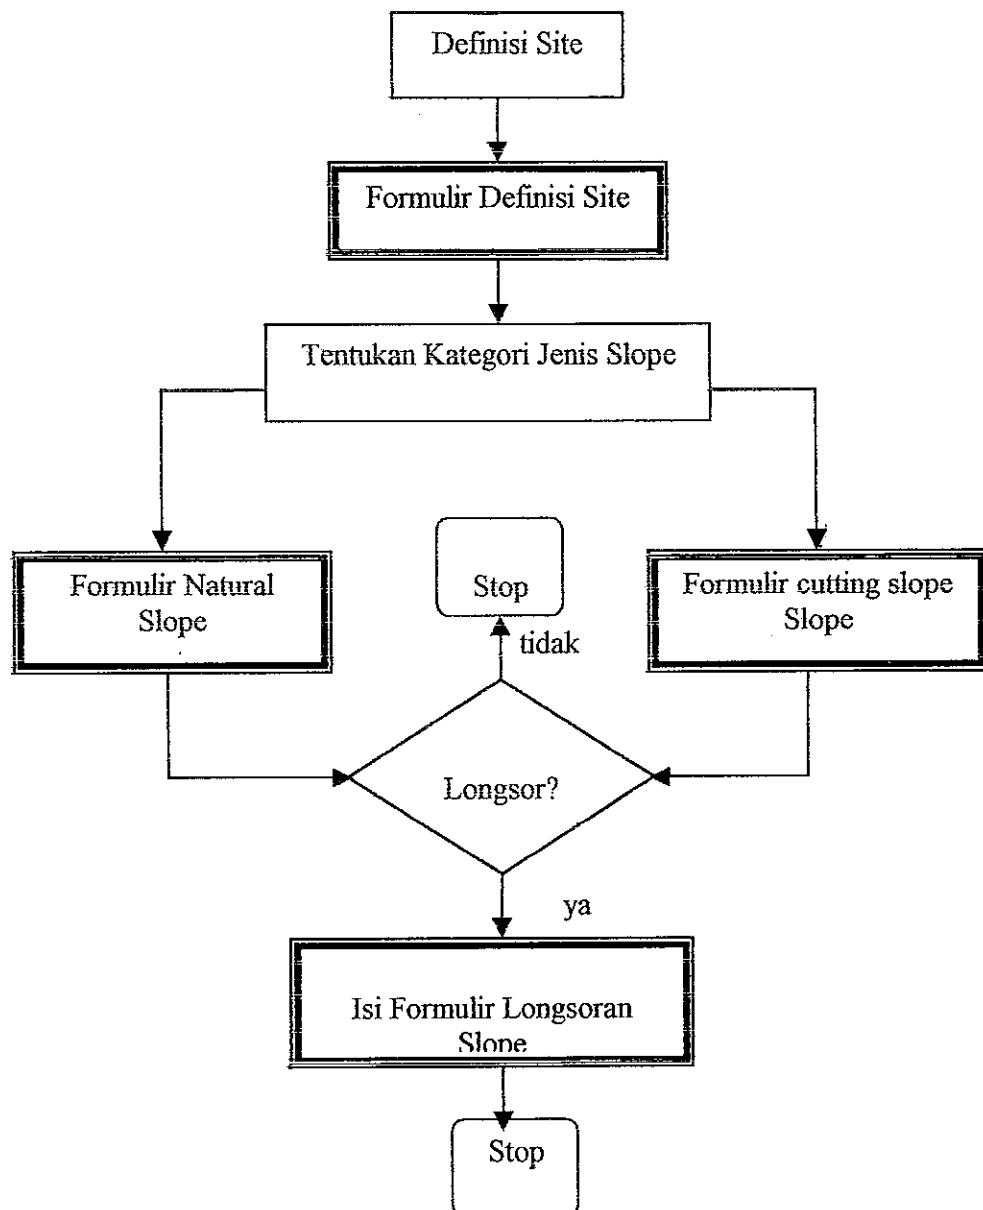 Definisi Site
Formulir Definisi Site
Tentukan Kategori Jenis Slope
Formulir Natural
Slope
Stop
Formulir cutting slope
Slope
tidak
Longsor?
ya
Isi Formulir Longsoran
Slope
Stop